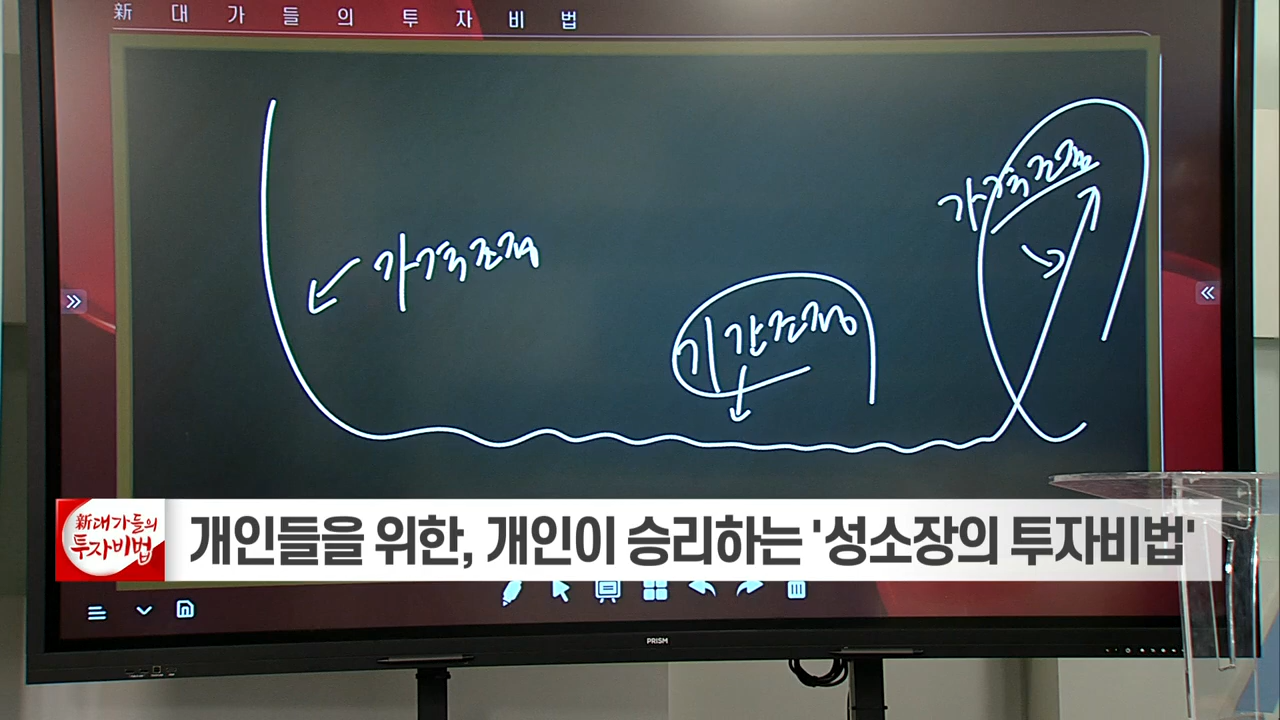 新 대 가 들 의 투 자 비 법
가격조정
가격조정
기간조정
新대가들의
투자비법
개인들을 위한, 개인이 승리하는 '성소장의 투자비법'
PRISM